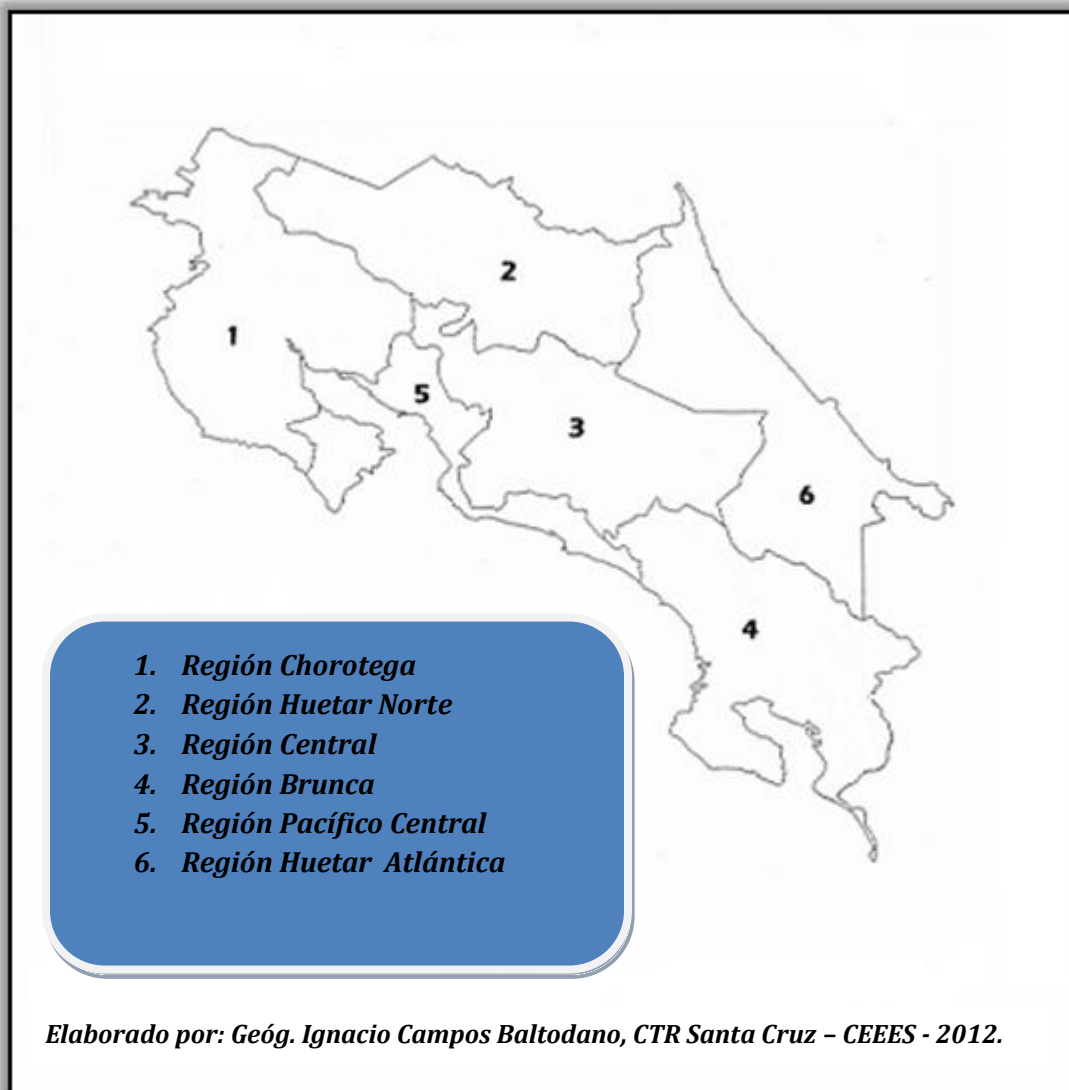 2
1
5
3
6
4
1. Región Chorotega
2. Región Huetar Norte
3. Región Central
4. Región Brunca
5. Región Pacífico Central
6. Región Huetar Atlántica
Elaborado por: Geóg. Ignacio Campos Baltodano, CTR Santa Cruz – CEEES - 2012.